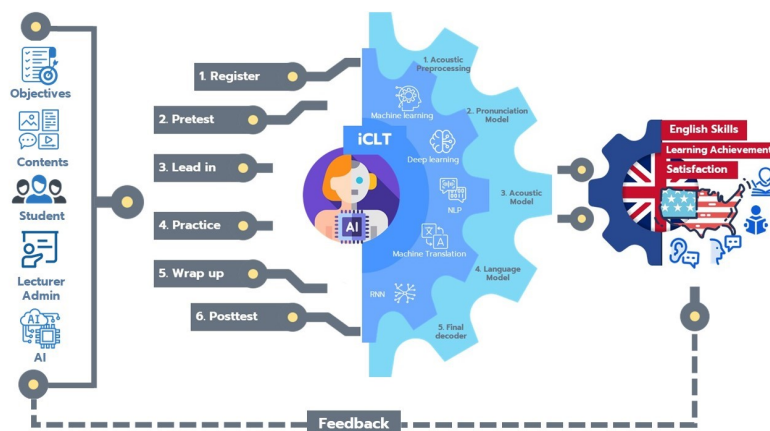 Objectives
Contents
Student
Lecturer
Admin
AI
AI
1. Register
2. Pretest
3. Lead in
4. Practice
5. Wrap up
6. Posttest
iCLT
AI
Machine learning
Deep learning
NLP
Machine Translation
RNN
1. Acoustic
Preprocessing
2. Pronunciation
Model
3. Acoustic
Model
4. Language
Model
5. Final
decoder
English Skills
Learning Achievement
Satisfaction
Feedback